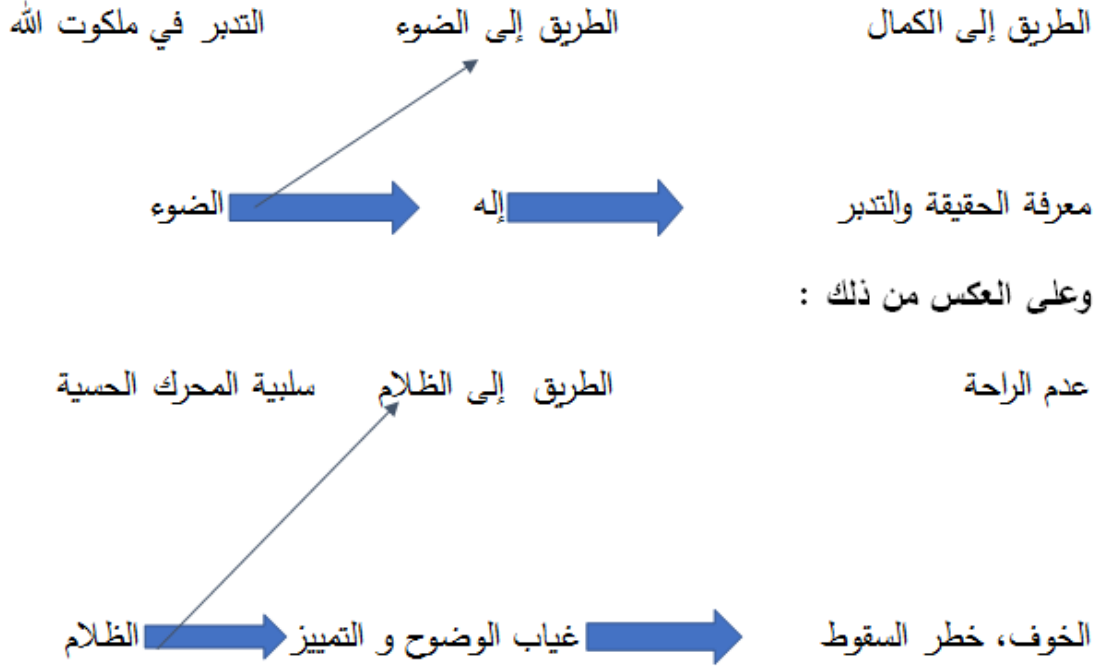 الطريق إلى الكمال الطريق إلى الضوء التدبر في ملكوت الله
معرفة الحقيقة والتدبر إله الضوء
وعلى العكس من ذلك :
عدم الراحة الطريق إلى الظلام سلبية المحرك الحسية
الخوف، خطر السقوط غياب الوضوح و التمييز الظلام